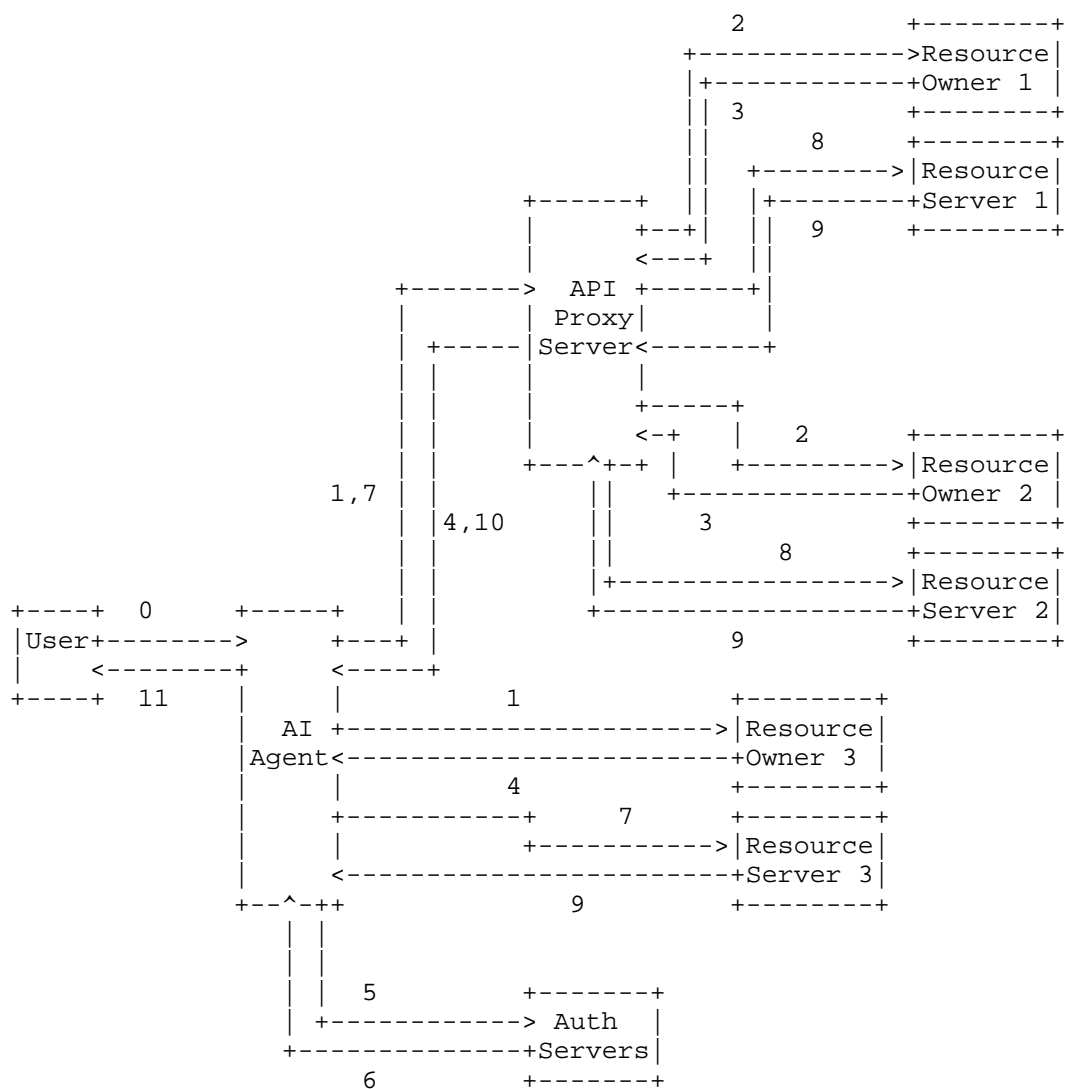 2
Resource
Owner 1
3
8
Resource
Server 1
9
API
Proxy
Server
2
Resource
1,7
Owner 2
4,10
3
8
Resource
0
Server 2
User
9
11
1
AI
Resource
Agent
Owner 3
4
7
Resource
Server 3
9
5
Auth
Servers
6